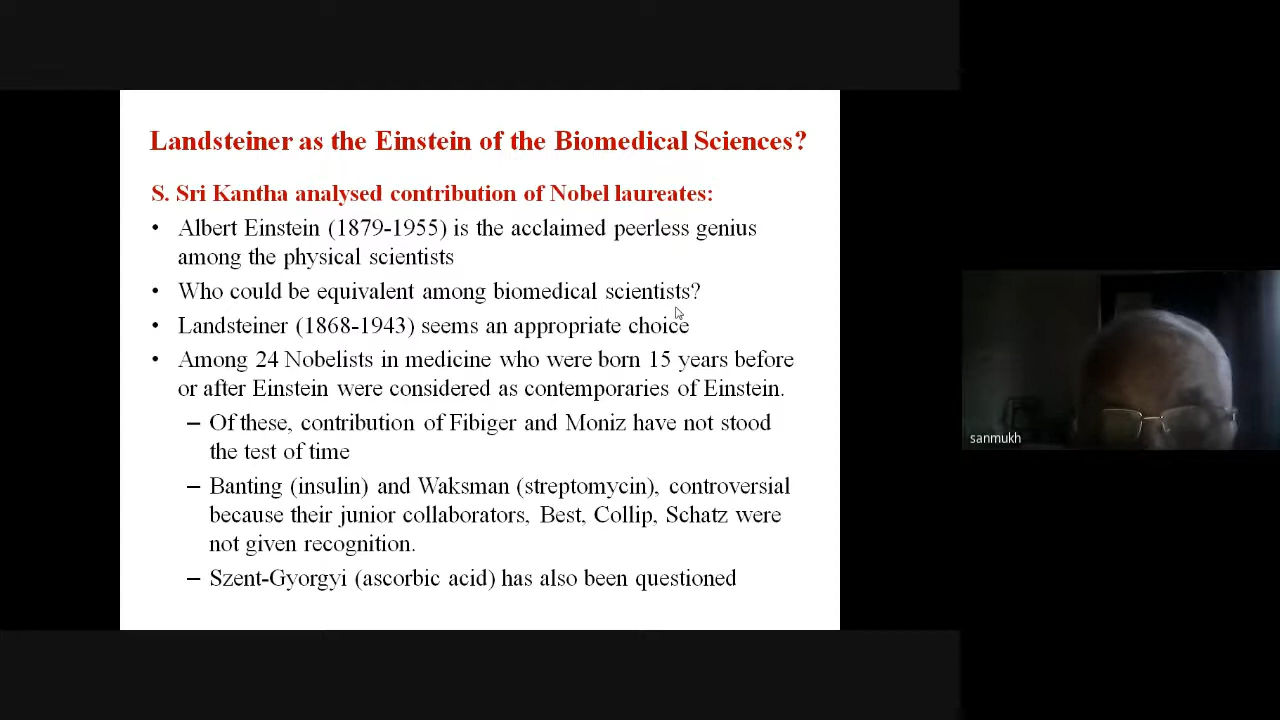 Landsteiner as the Einstein of the Biomedical Sciences?
S. Sri Kantha analysed contribution of Nobel laureates:
• Albert Einstein (1879-1955) is the acclaimed peerless genius
among the physical scientists
• Who could be equivalent among biomedical scientists?
• Landsteiner (1868-1943) seems an appropriate choice
• Among 24 Nobelists in medicine who were born 15 years before
or after Einstein were considered as contemporaries of Einstein.
– Of these, contribution of Fibiger and Moniz have not stood
the test of time
– Banting (insulin) and Waksman (streptomycin), controversial
because their junior collaborators, Best, Collip, Schatz were
not given recognition.
– Szent-Gyorgyi (ascorbic acid) has also been questioned
sanmukh